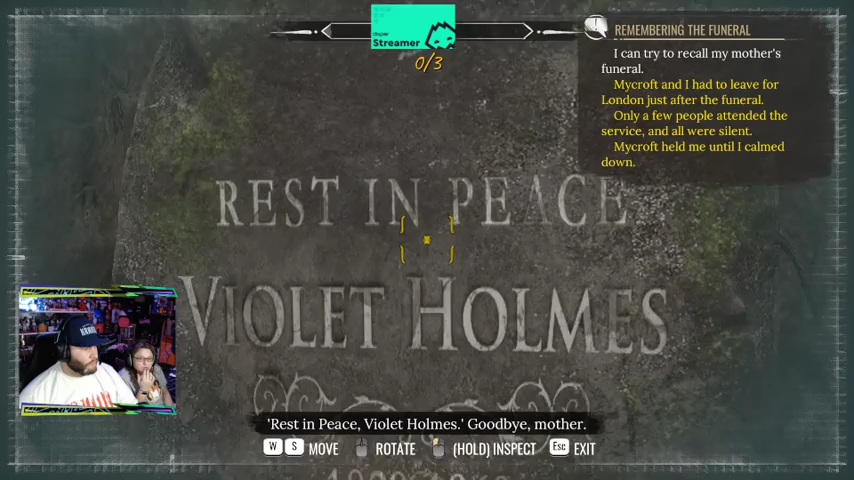 Streamer
0/3
REMEMBERING THE FUNERAL
I can try to recall my mother's
funeral.
Mycroft and I had to leave for
London just after the funeral.
Only a few people attended the
service, and all were silent.
Mycroft held me until I calmed
down.
REST IN PEACE
VIOLET HOLMES
'Rest in Peace, Violet Holmes.' Goodbye, mother.
W S MOVE ROTATE (HOLD) INSPECT Esc EXIT